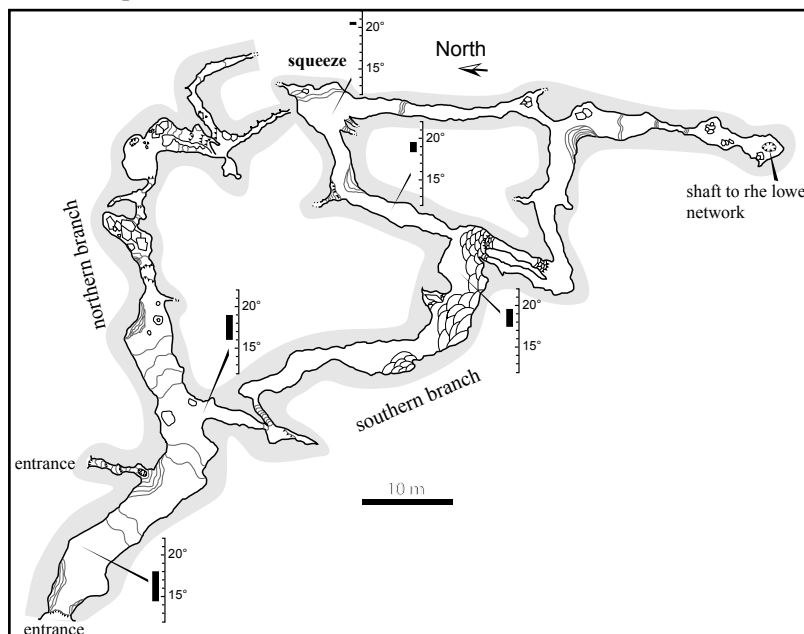 20°
15°
squeeze
North
20°
15°
shaft to rhe lowe
network
northern branch
20°
15°
20°
15°
southern branch
entrance
10 m
20°
15°
entrance